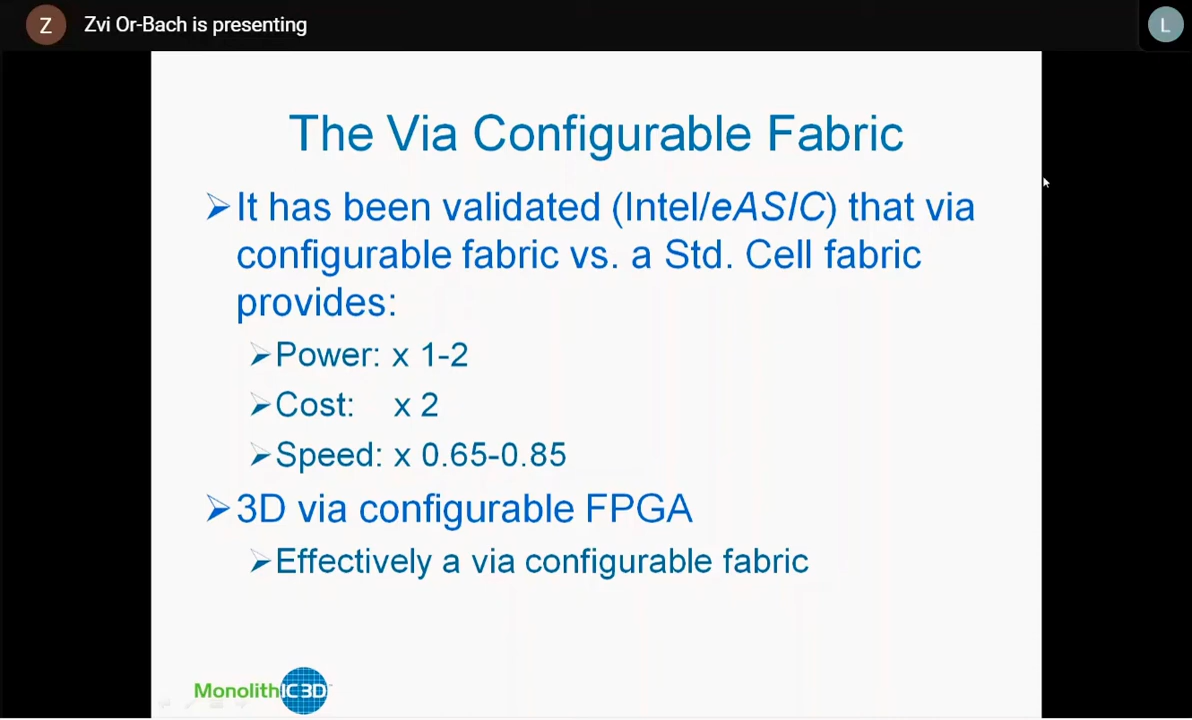 Z
Zvi Or-Bach is presenting
L
The Via Configurable Fabric
It has been validated (Intel/eASIC) that via
configurable fabric vs. a Std. Cell fabric
provides:
Power: x 1-2
Cost: x 2
Speed: x 0.65-0.85
3D via configurable FPGA
Effectively a via configurable fabric
MonolithIC3D